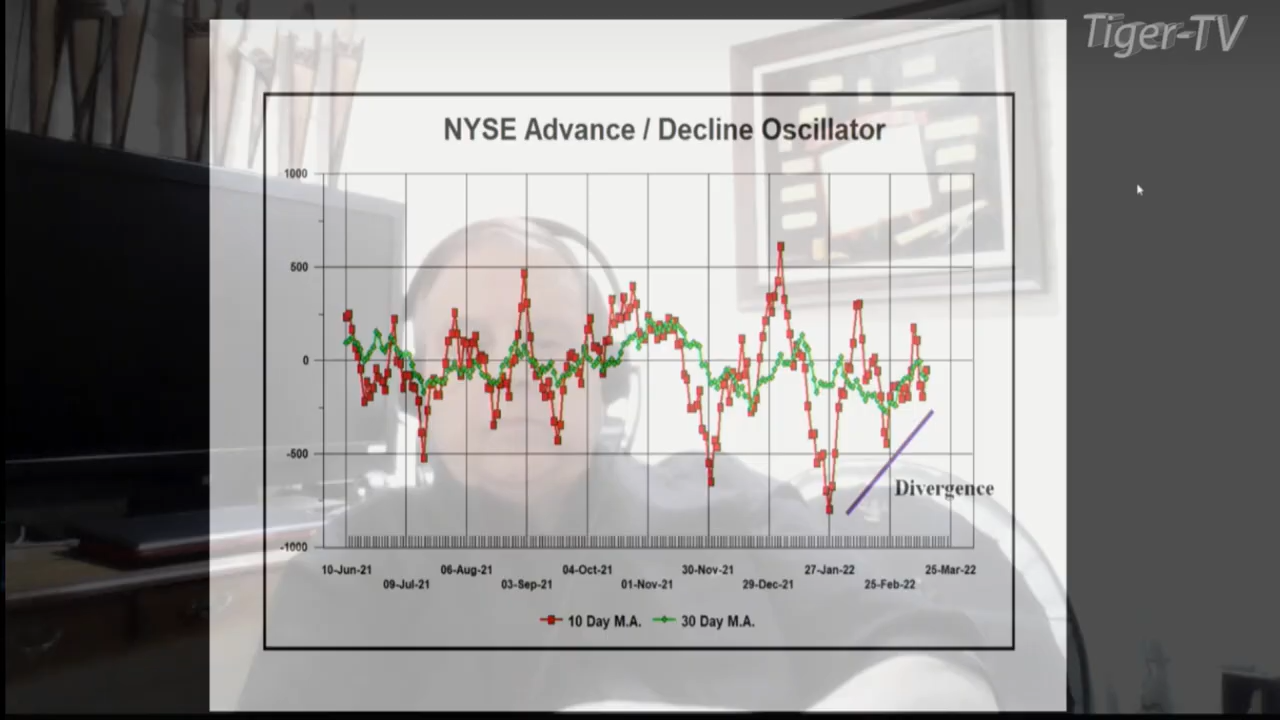 Tiger-TV
NYSE Advance / Decline Oscillator
1000
500
0
-500
-1000
Divergence
10-Jun-21
09-Jul-21
06-Aug-21
03-Sep-21
04-Oct-21
01-Nov-21
30-Nov-21
29-Dec-21
27-Jan-22
25-Feb-22
25-Mar-22
10 Day M.A.
30 Day M.A.